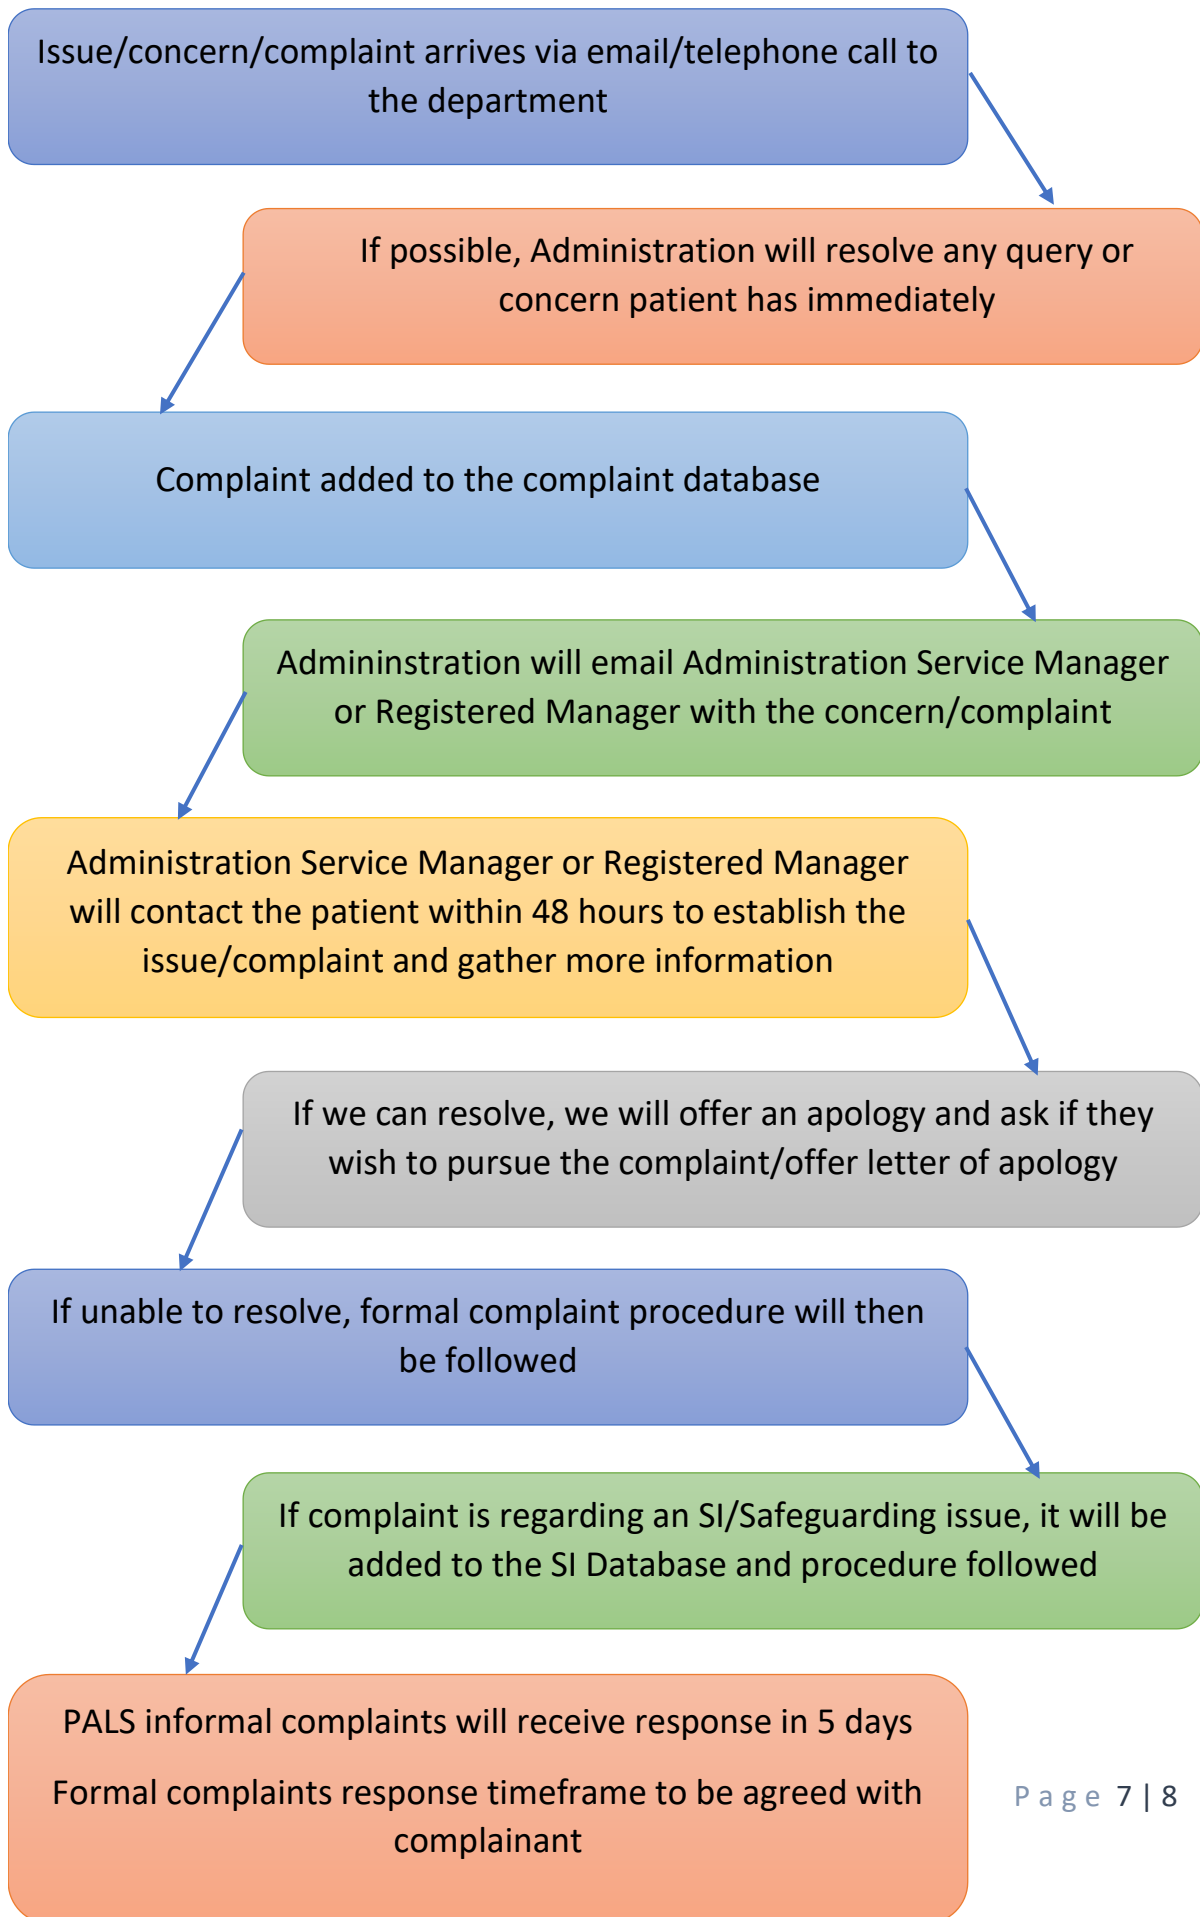 Issue/concern/complaint arrives via email/telephone call to
the department
If possible, Administration will resolve any query or
concern patient has immediately
Complaint added to the complaint database
Admininstration will email Administration Service Manager
or Registered Manager with the concern/complaint
Administration Service Manager or Registered Manager
will contact the patient within 48 hours to establish the
issue/complaint and gather more information
If we can resolve, we will offer an apology and ask if they
wish to pursue the complaint/offer letter of apology
If unable to resolve, formal complaint procedure will then
be followed
If complaint is regarding an SI/Safeguarding issue, it will be
added to the SI Database and procedure followed
PALS informal complaints will receive response in 5 days
Formal complaints response timeframe to be agreed with
complainant
Page 7 | 8